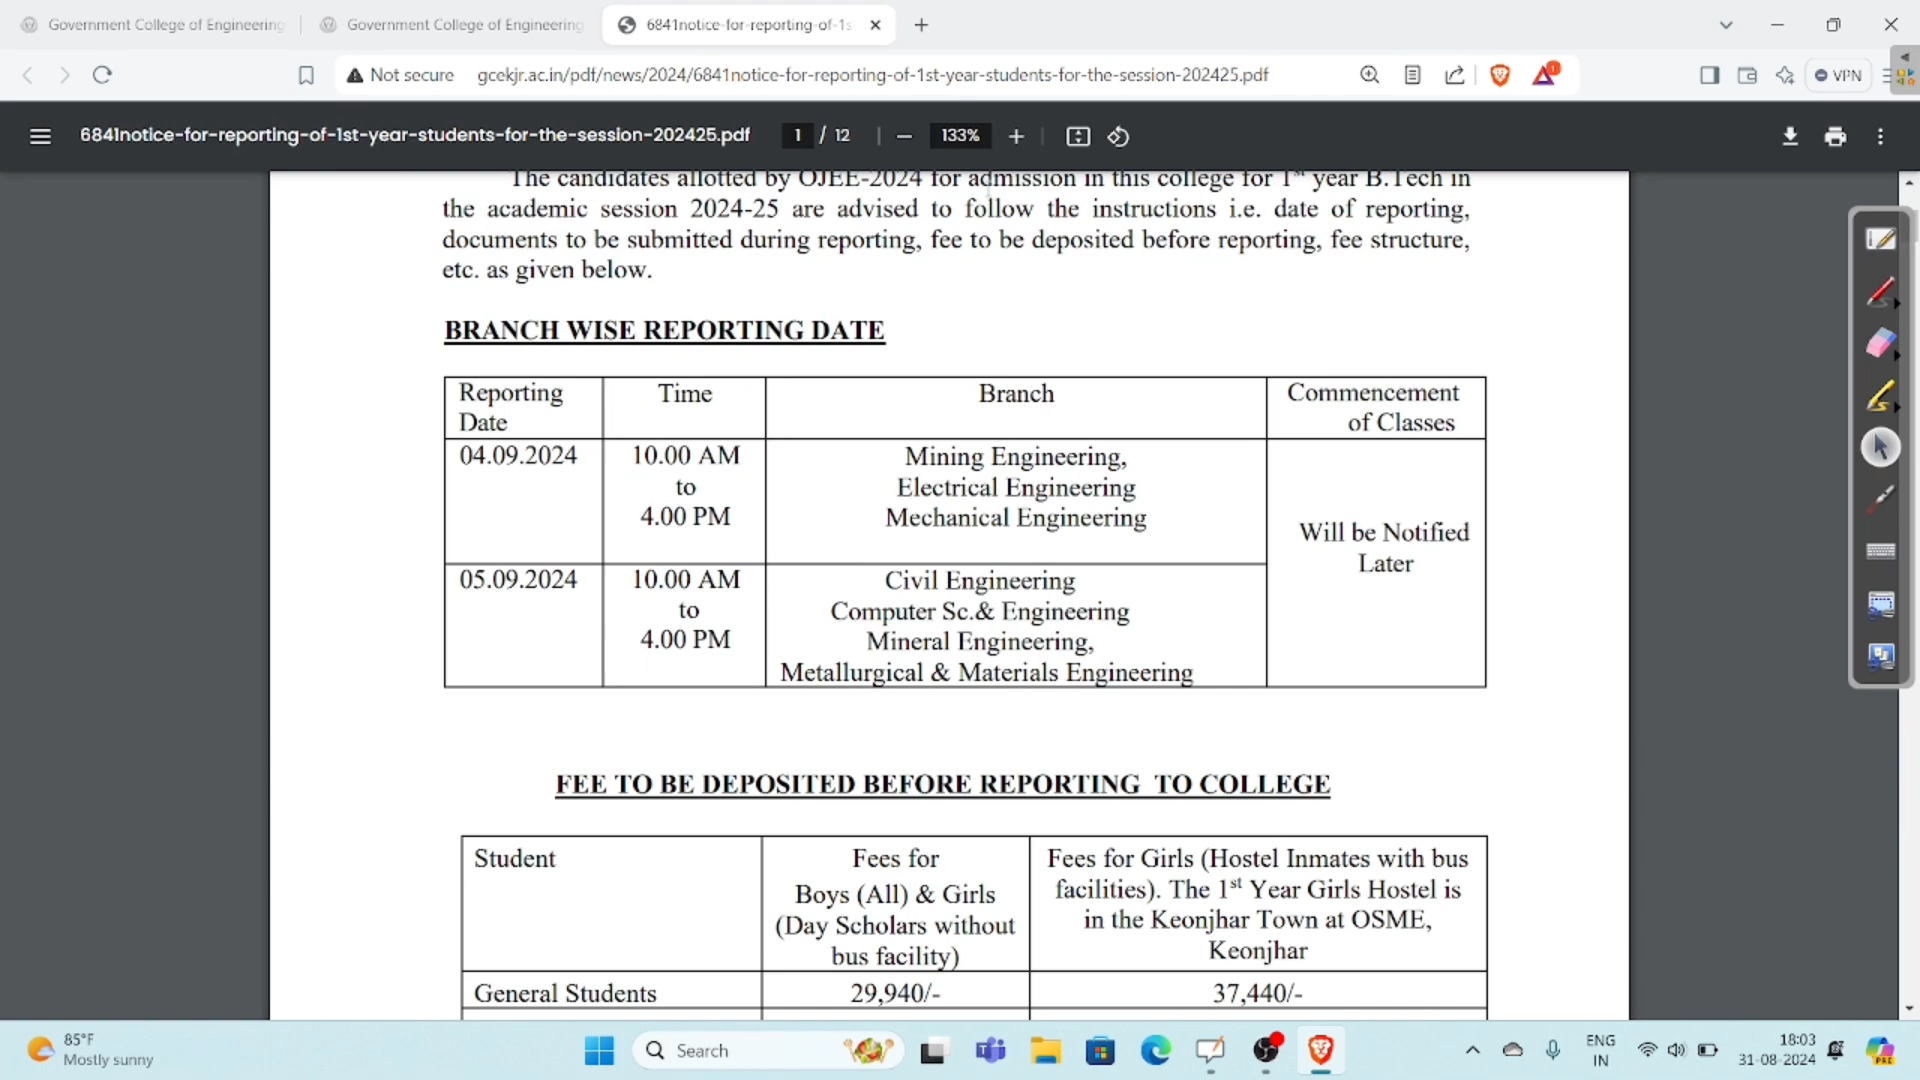 Government College of Engineering
Government College of Engineering
6841notice-for-reporting-of-1s
Not secure
gcekjr.ac.in/pdf/news/2024/6841notice-for-reporting-of-1st-year-students-for-the-session-202425.pdf
VPN
6841notice-for-reporting-of-1st-year-students-for-the-session-202425.pdf
1 / 12
133%
The candidates allotted by OJEE-2024 for admission in this college for 1st year B.Tech in
the academic session 2024-25 are advised to follow the instructions i.e. date of reporting,
documents to be submitted during reporting, fee to be deposited before reporting, fee structure,
etc. as given below.
BRANCH WISE REPORTING DATE
Reporting Date
Time
Branch
Commencement of Classes
04.09.2024
10.00 AM
to
4.00 PM
Mining Engineering,
Electrical Engineering
Mechanical Engineering
Will be Notified
Later
05.09.2024
10.00 AM
to
4.00 PM
Civil Engineering
Computer Sc.& Engineering
Mineral Engineering,
Metallurgical & Materials Engineering
FEE TO BE DEPOSITED BEFORE REPORTING TO COLLEGE
Student
Fees for
Boys (All) & Girls
(Day Scholars without
bus facility)
Fees for Girls (Hostel Inmates with bus
facilities). The 1st Year Girls Hostel is
in the Keonjhar Town at OSME,
Keonjhar
General Students
29,940/-
37,440/-
85°F
Mostly sunny
Search
ENG
IN
18:03
31-08-2024
PRE